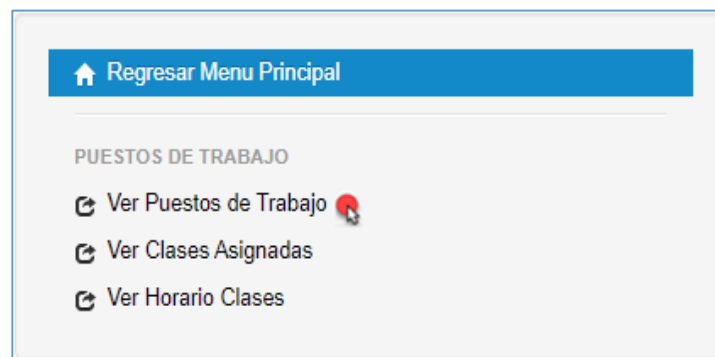 Regresar Menu Principal
PUESTOS DE TRABAJO
Ver Puestos de Trabajo
Ver Clases Asignadas
Ver Horario Clases